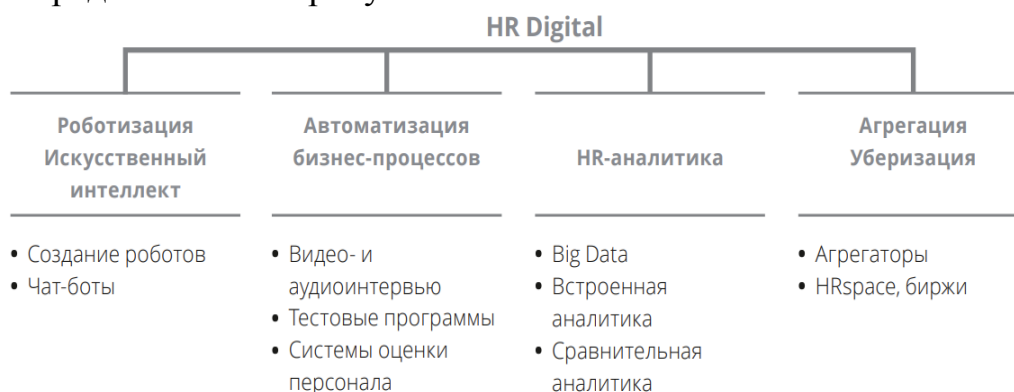 HR Digital
Роботизация
Искусственный
интеллект
• Создание роботов
• Чат-боты
Автоматизация
бизнес-процессов
• Видео- и
аудиоинтервью
• Тестовые программы
• Системы оценки
персонала
HR-аналитика
• Big Data
• Встроенная
аналитика
• Сравнительная
аналитика
Агрегация
Уберизация
• Агрегаторы
• HRspace, биржи